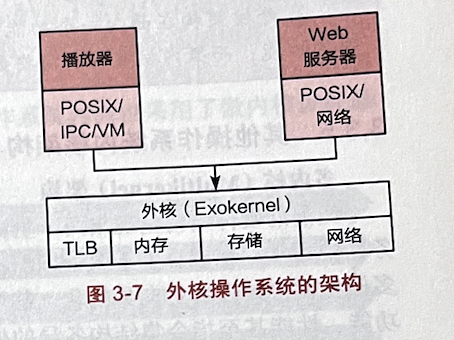 播放器
POSIX/
IPC/VM
Web
服务器
POSIX/
网络
外核（Exokernel）
TLB 内存 存储 网络
图 3-7 外核操作系统的架构